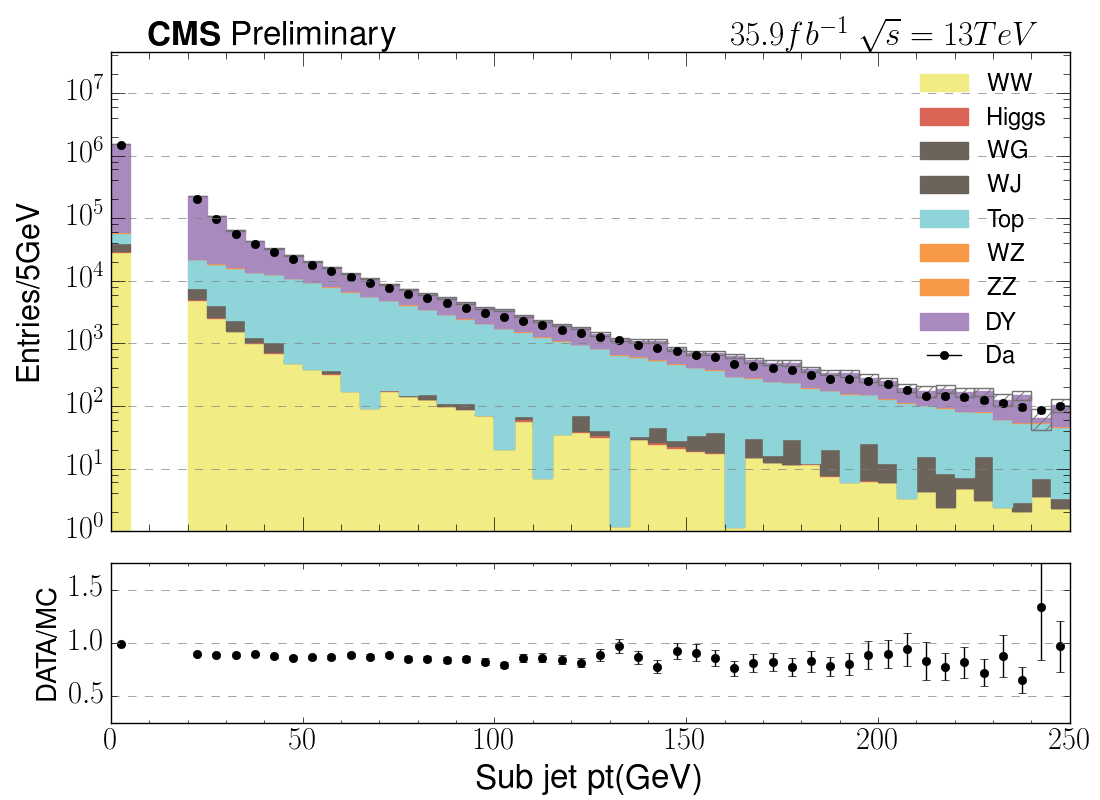 CMS Preliminary 35.9fb⁻¹ √s = 13TeV
10⁷
10⁶
10⁵
10⁴
10³
10²
10¹
10⁰
Entries/5GeV
WW
Higgs
WG
WJ
Top
WZ
ZZ
DY
Da
1.5
1.0
0.5
DATA/MC
0 50 100 150 200 250
Sub jet pt(GeV)